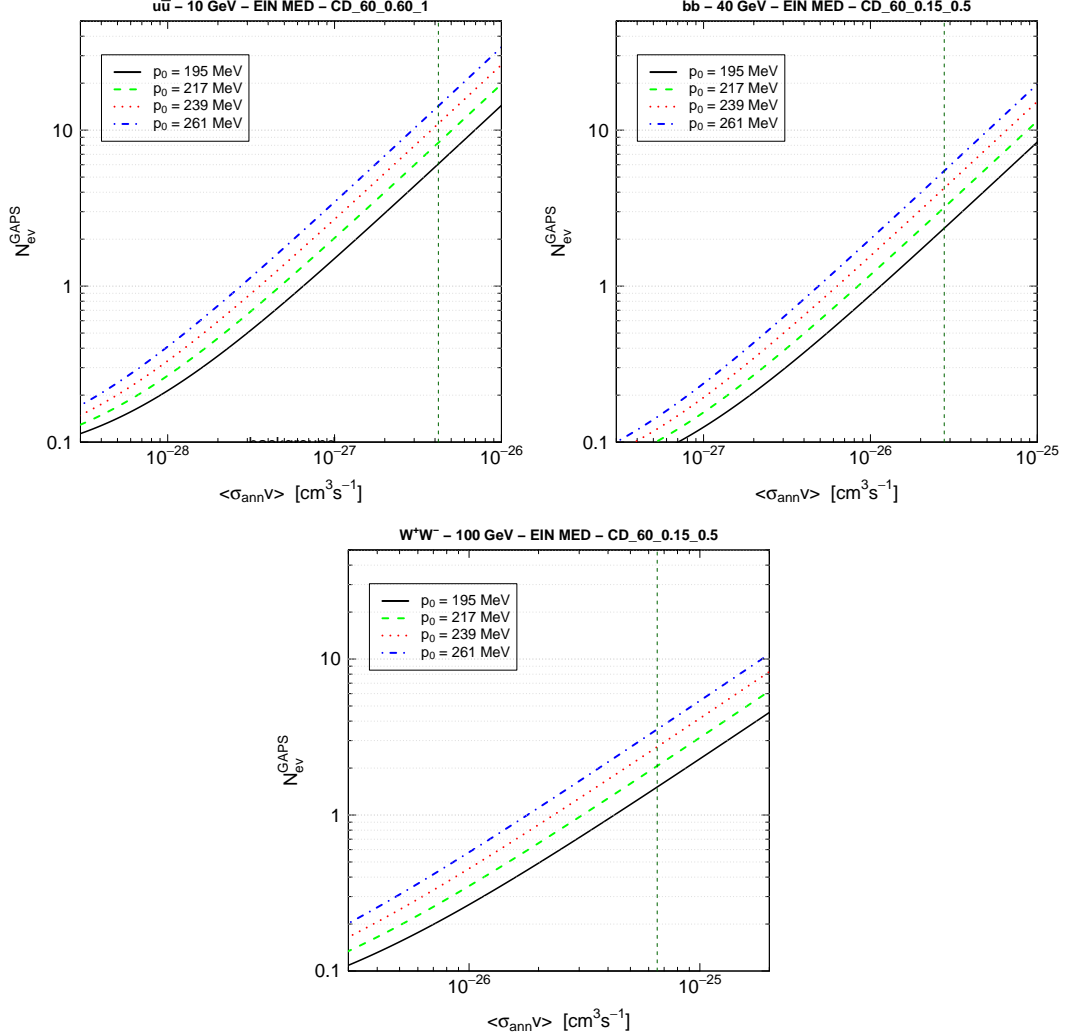 uū − 10 GeV − EIN MED − CD_60_0.60_1
p₀ = 195 MeV
p₀ = 217 MeV
p₀ = 239 MeV
p₀ = 261 MeV
10
1
0.1
N_ev^GAPS
10⁻²⁸ 10⁻²⁷ 10⁻²⁶
<σ_ann v> [cm³s⁻¹]
bb − 40 GeV − EIN MED − CD_60_0.15_0.5
p₀ = 195 MeV
p₀ = 217 MeV
p₀ = 239 MeV
p₀ = 261 MeV
10
1
0.1
N_ev^GAPS
10⁻²⁷ 10⁻²⁶ 10⁻²⁵
<σ_ann v> [cm³s⁻¹]
W⁺W⁻ − 100 GeV − EIN MED − CD_60_0.15_0.5
p₀ = 195 MeV
p₀ = 217 MeV
p₀ = 239 MeV
p₀ = 261 MeV
10
1
0.1
N_ev^GAPS
10⁻²⁶ 10⁻²⁵
<σ_ann v> [cm³s⁻¹]